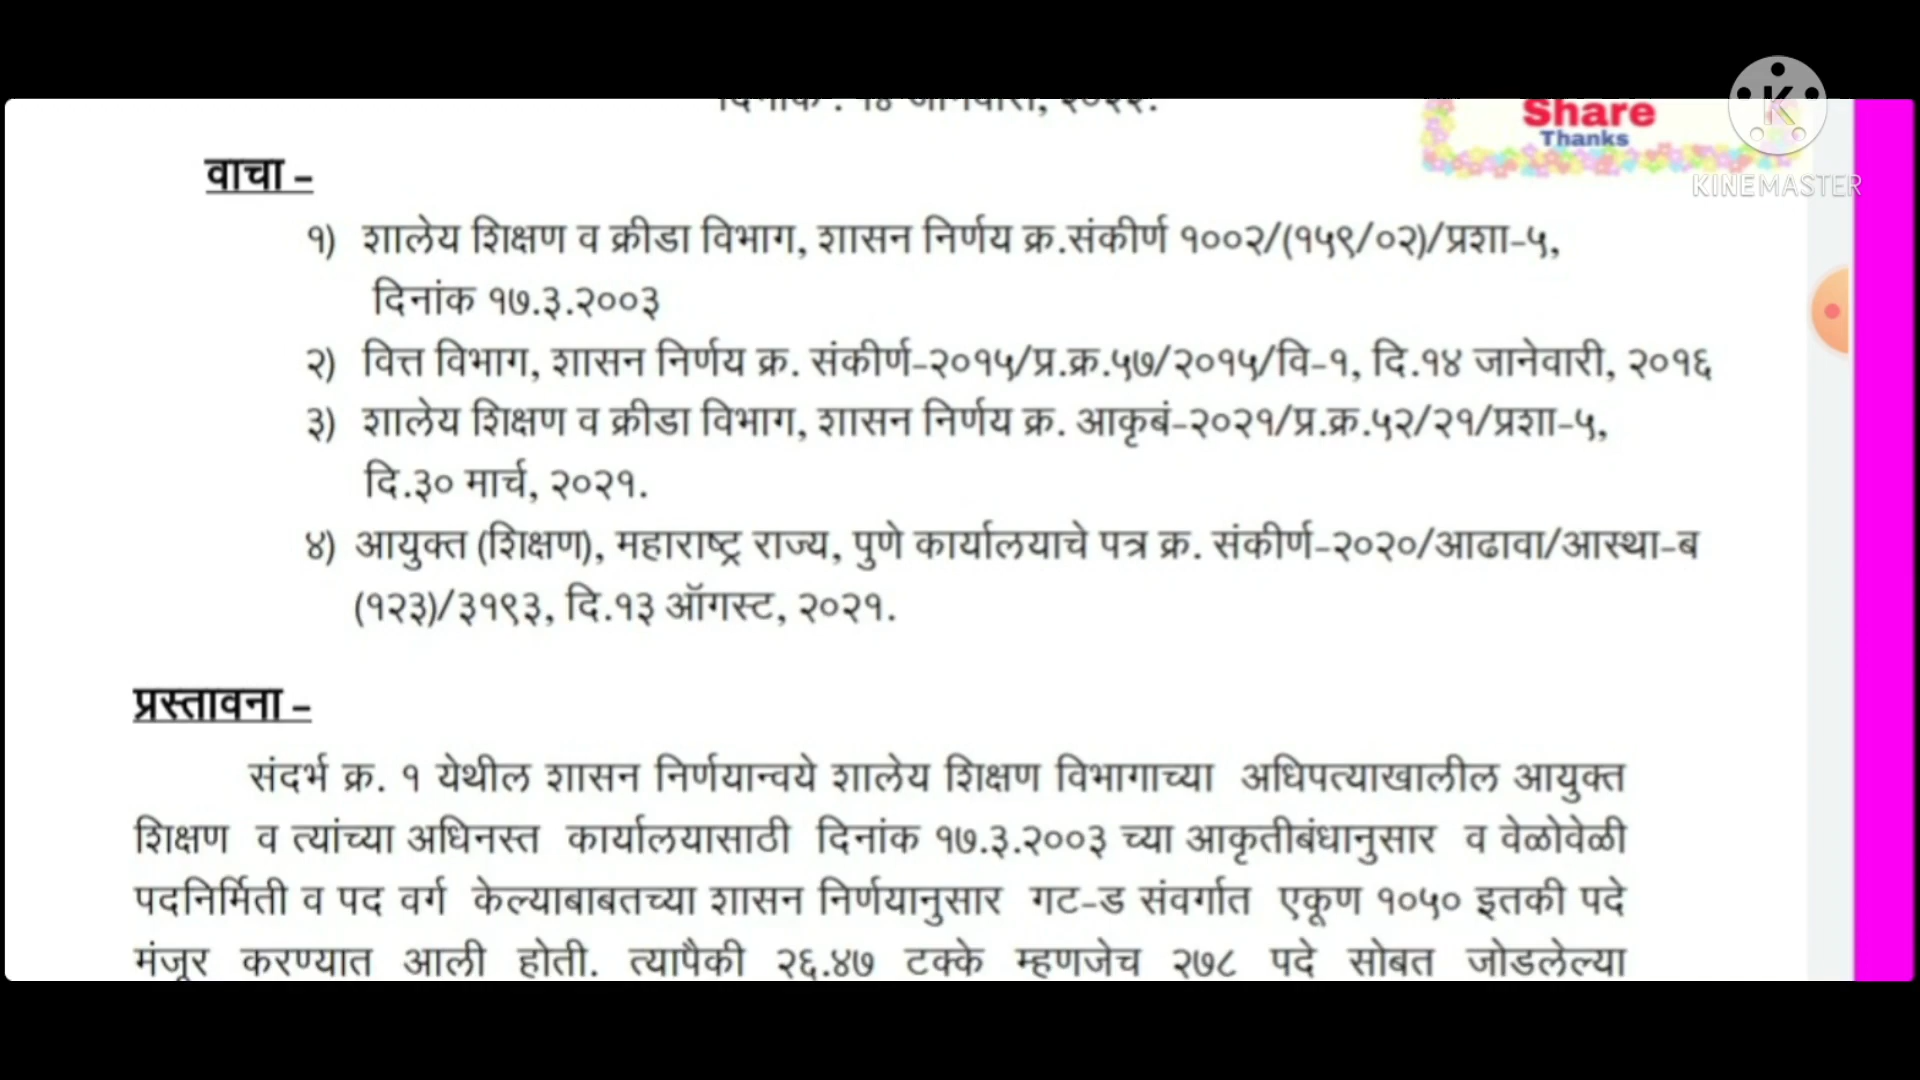 दिनांक : १४ जानेवारी, २०२२.
Share
Thanks
KINEMASTER
वाचा –
१) शालेय शिक्षण व क्रीडा विभाग, शासन निर्णय क्र.संकीर्ण १००२/(१५९/०२)/प्रशा-५,
दिनांक १७.३.२००३
२) वित्त विभाग, शासन निर्णय क्र. संकीर्ण-२०१५/प्र.क्र.५७/२०१५/वि-१, दि.१४ जानेवारी, २०१६
३) शालेय शिक्षण व क्रीडा विभाग, शासन निर्णय क्र. आकृबं-२०२१/प्र.क्र.५२/२१/प्रशा-५,
दि.३० मार्च, २०२१.
४) आयुक्त (शिक्षण), महाराष्ट्र राज्य, पुणे कार्यालयाचे पत्र क्र. संकीर्ण-२०२०/आढावा/आस्था-ब
(१२३)/३१९३, दि.१३ ऑगस्ट, २०२१.
प्रस्तावना –
संदर्भ क्र. १ येथील शासन निर्णयान्वये शालेय शिक्षण विभागाच्या अधिपत्याखालील आयुक्त
शिक्षण व त्यांच्या अधिनस्त कार्यालयासाठी दिनांक १७.३.२००३ च्या आकृतीबंधानुसार व वेळोवेळी
पदनिर्मिती व पद वर्ग केल्याबाबतच्या शासन निर्णयानुसार गट-ड संवर्गात एकूण १०५० इतकी पदे
मंजूर करण्यात आली होती. त्यापैकी २६.४७ टक्के म्हणजेच २७८ पदे सोबत जोडलेल्या